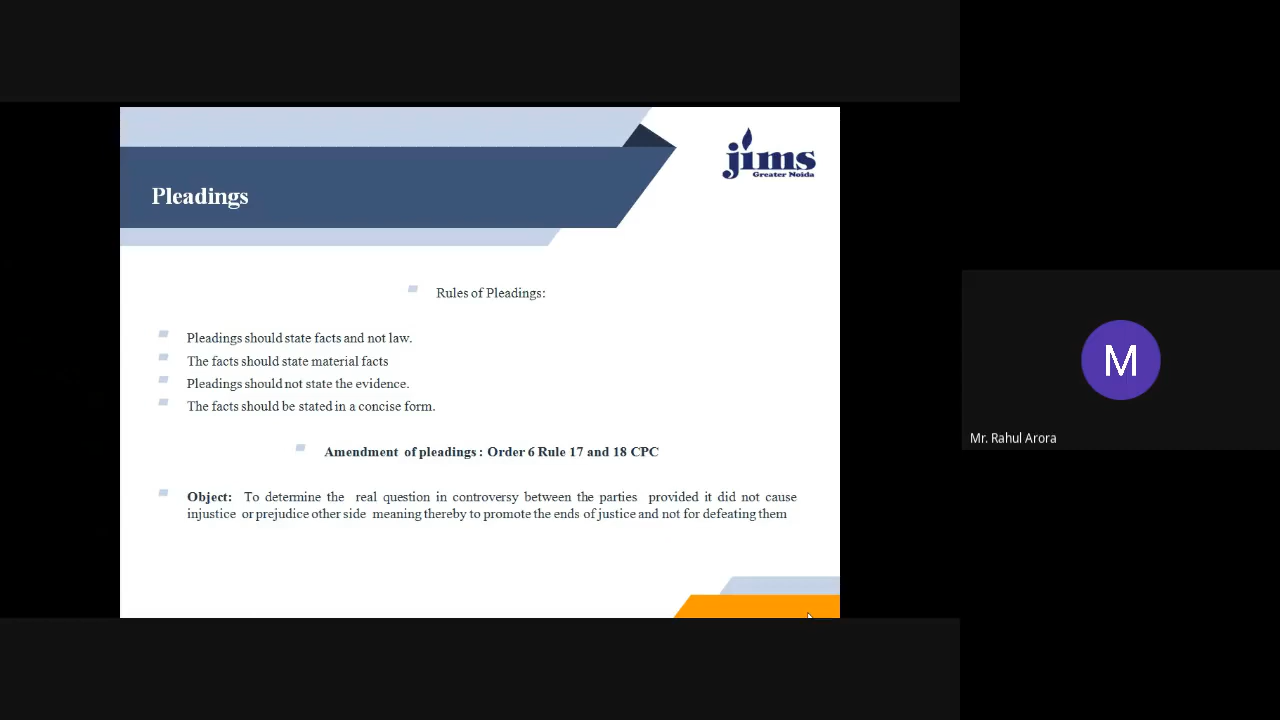 jims
Greater Noida
Pleadings
Rules of Pleadings:
Pleadings should state facts and not law.
The facts should state material facts
Pleadings should not state the evidence.
The facts should be stated in a concise form.
Amendment of pleadings : Order 6 Rule 17 and 18 CPC
Object: To determine the real question in controversy between the parties provided it did not cause
injustice or prejudice other side meaning thereby to promote the ends of justice and not for defeating them
M
Mr. Rahul Arora